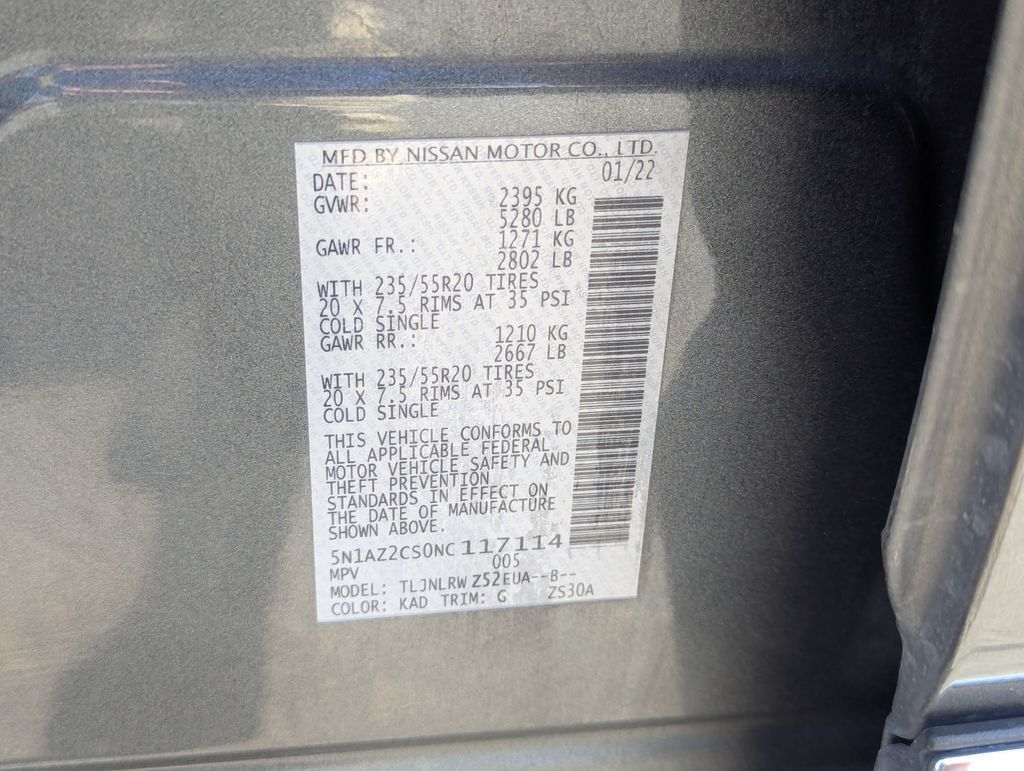 MFD BY NISSAN MOTOR CO., LTD.
DATE: 01/22
GVWR: 2395 KG
5280 LB
GAWR FR.: 1271 KG
2802 LB
WITH 235/55R20 TIRES
20 X 7.5 RIMS AT 35 PSI
COLD SINGLE
GAWR RR.: 1210 KG
2667 LB
WITH 235/55R20 TIRES
20 X 7.5 RIMS AT 35 PSI
COLD SINGLE
THIS VEHICLE CONFORMS TO
ALL APPLICABLE FEDERAL
MOTOR VEHICLE SAFETY AND
THEFT PREVENTION
STANDARDS IN EFFECT ON
THE DATE OF MANUFACTURE
SHOWN ABOVE.
5N1AZ2CS0NC 117114
MPV 005
MODEL: TLJNLRW Z52EUA--B--
COLOR: KAD TRIM: G ZS30A